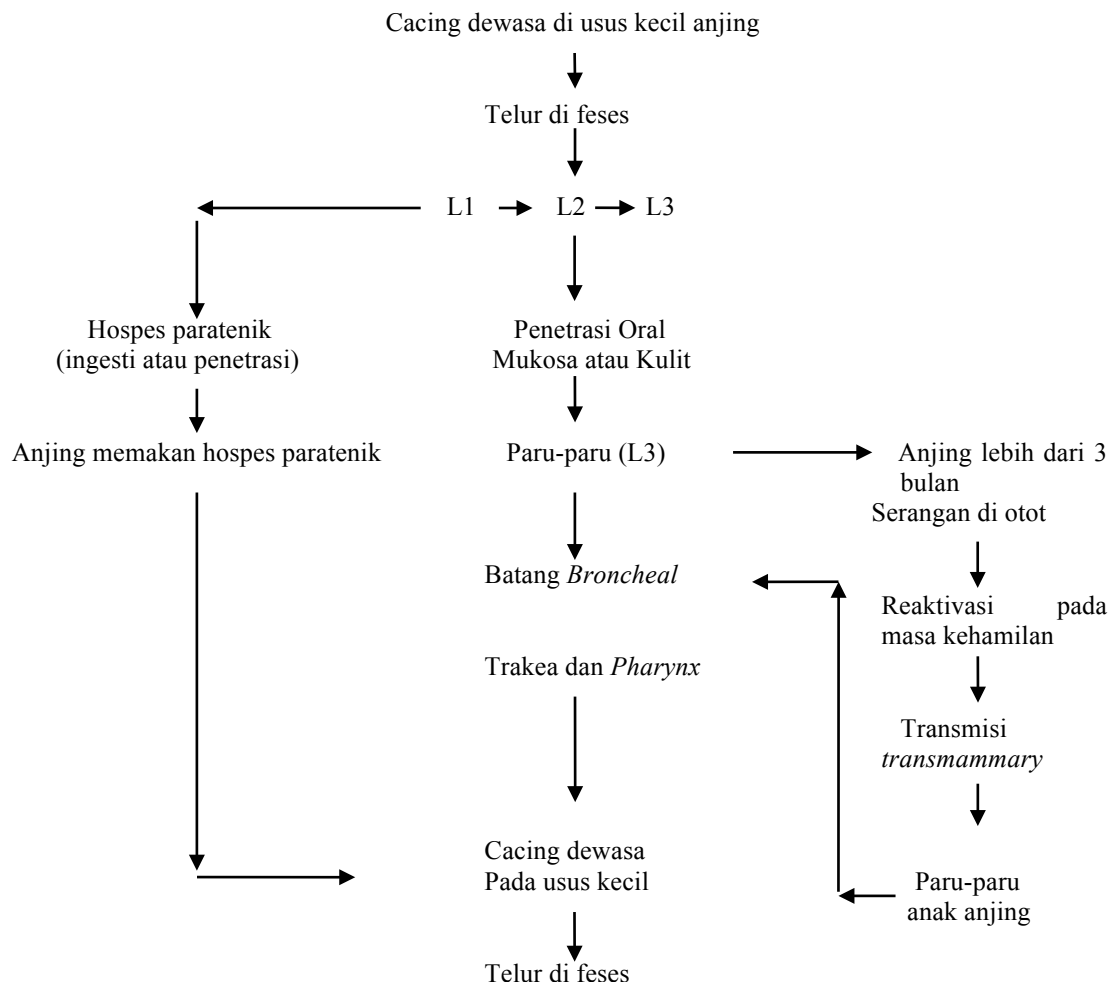 Cacing dewasa di usus kecil anjing
Telur di feses
L1 L2 L3
Hospes paratenik
(ingesti atau penetrasi)
Penetrasi Oral
Mukosa atau Kulit
Anjing memakan hospes paratenik
Paru-paru (L3)
Anjing lebih dari 3
bulan
Serangan di otot
Batang Broncheal
Reaktivasi pada
masa kehamilan
Trakea dan Pharynx
Transmisi
transmammary
Cacing dewasa
Pada usus kecil
Paru-paru
anak anjing
Telur di feses